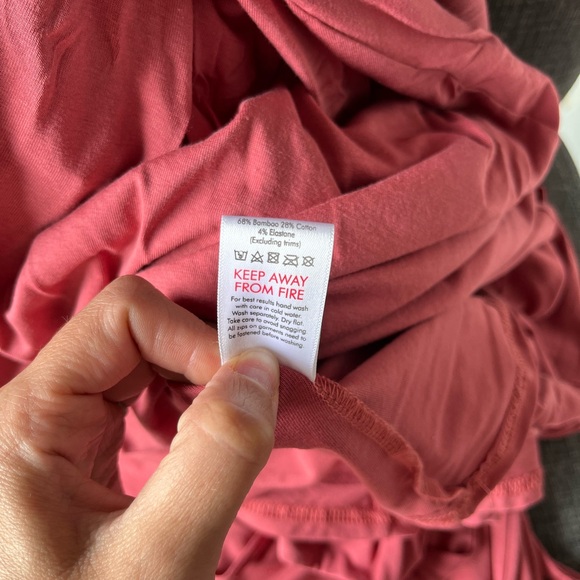 68% Bamboo 28% Cotton
4% Elastane
(Excluding trims)
KEEP AWAY
FROM FIRE
For best results hand wash
with care in cold water.
Wash separately. Dry flat.
Take care to avoid snagging
All zips on garments need to
be fastened before washing.